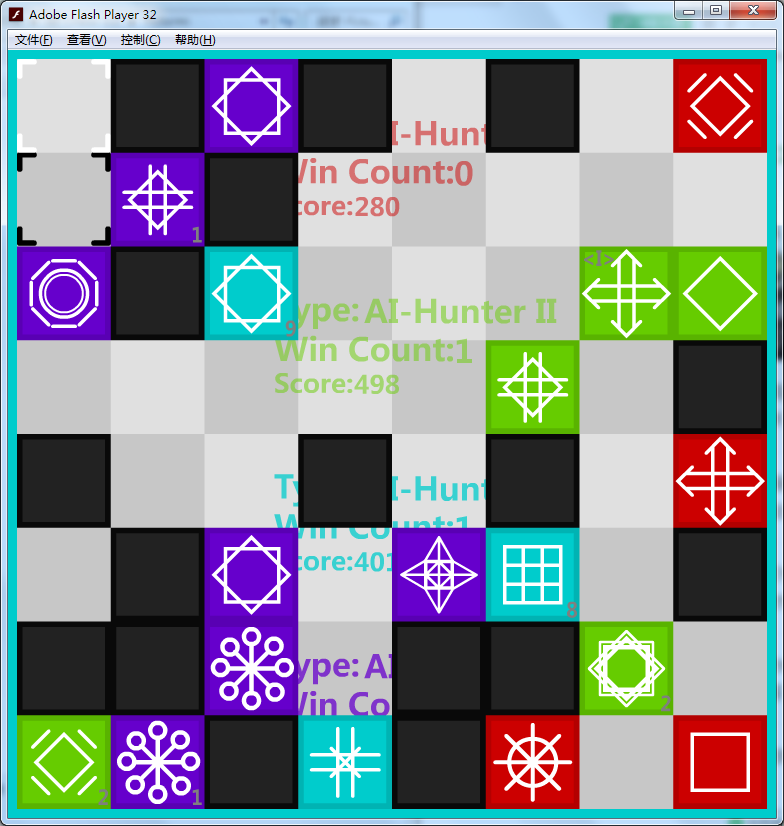 Adobe Flash Player 32
文件(F) 查看(V) 控制(C) 帮助(H)
I-Hunt
Win Count:0
core:280
1
<I>
ype: AI-Hunter II
9
Win Count:1
Score:498
Ty I-Hunt
Win Count:1
core:401
8
ype: AI
2
Win Co
2
1